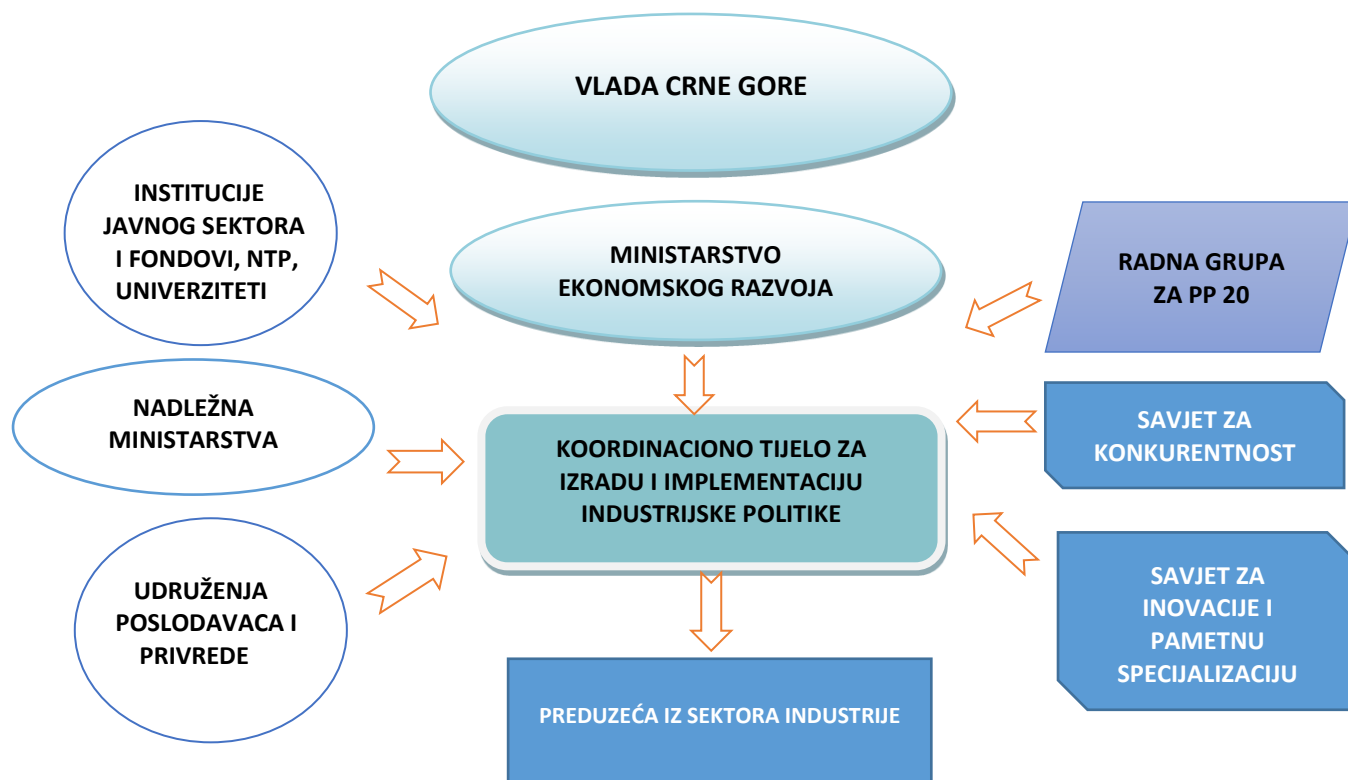 VLADA CRNE GORE
INSTITUCIJE
JAVNOG SEKTORA
I FONDOVI, NTP,
UNIVERZITETI
MINISTARSTVO
EKONOMSKOG RAZVOJA
RADNA GRUPA
ZA PP 20
NADLEŽNA
MINISTARSTVA
KOORDINACIONO TIJELO ZA
IZRADU I IMPLEMENTACIJU
INDUSTRIJSKE POLITIKE
SAVJET ZA
KONKURENTNOST
UDRUŽENJA
POSLODAVACA I
PRIVREDE
SAVJET ZA
INOVACIJE I
PAMETNU
SPECIJALIZACIJU
PREDUZEĆA IZ SEKTORA INDUSTRIJE